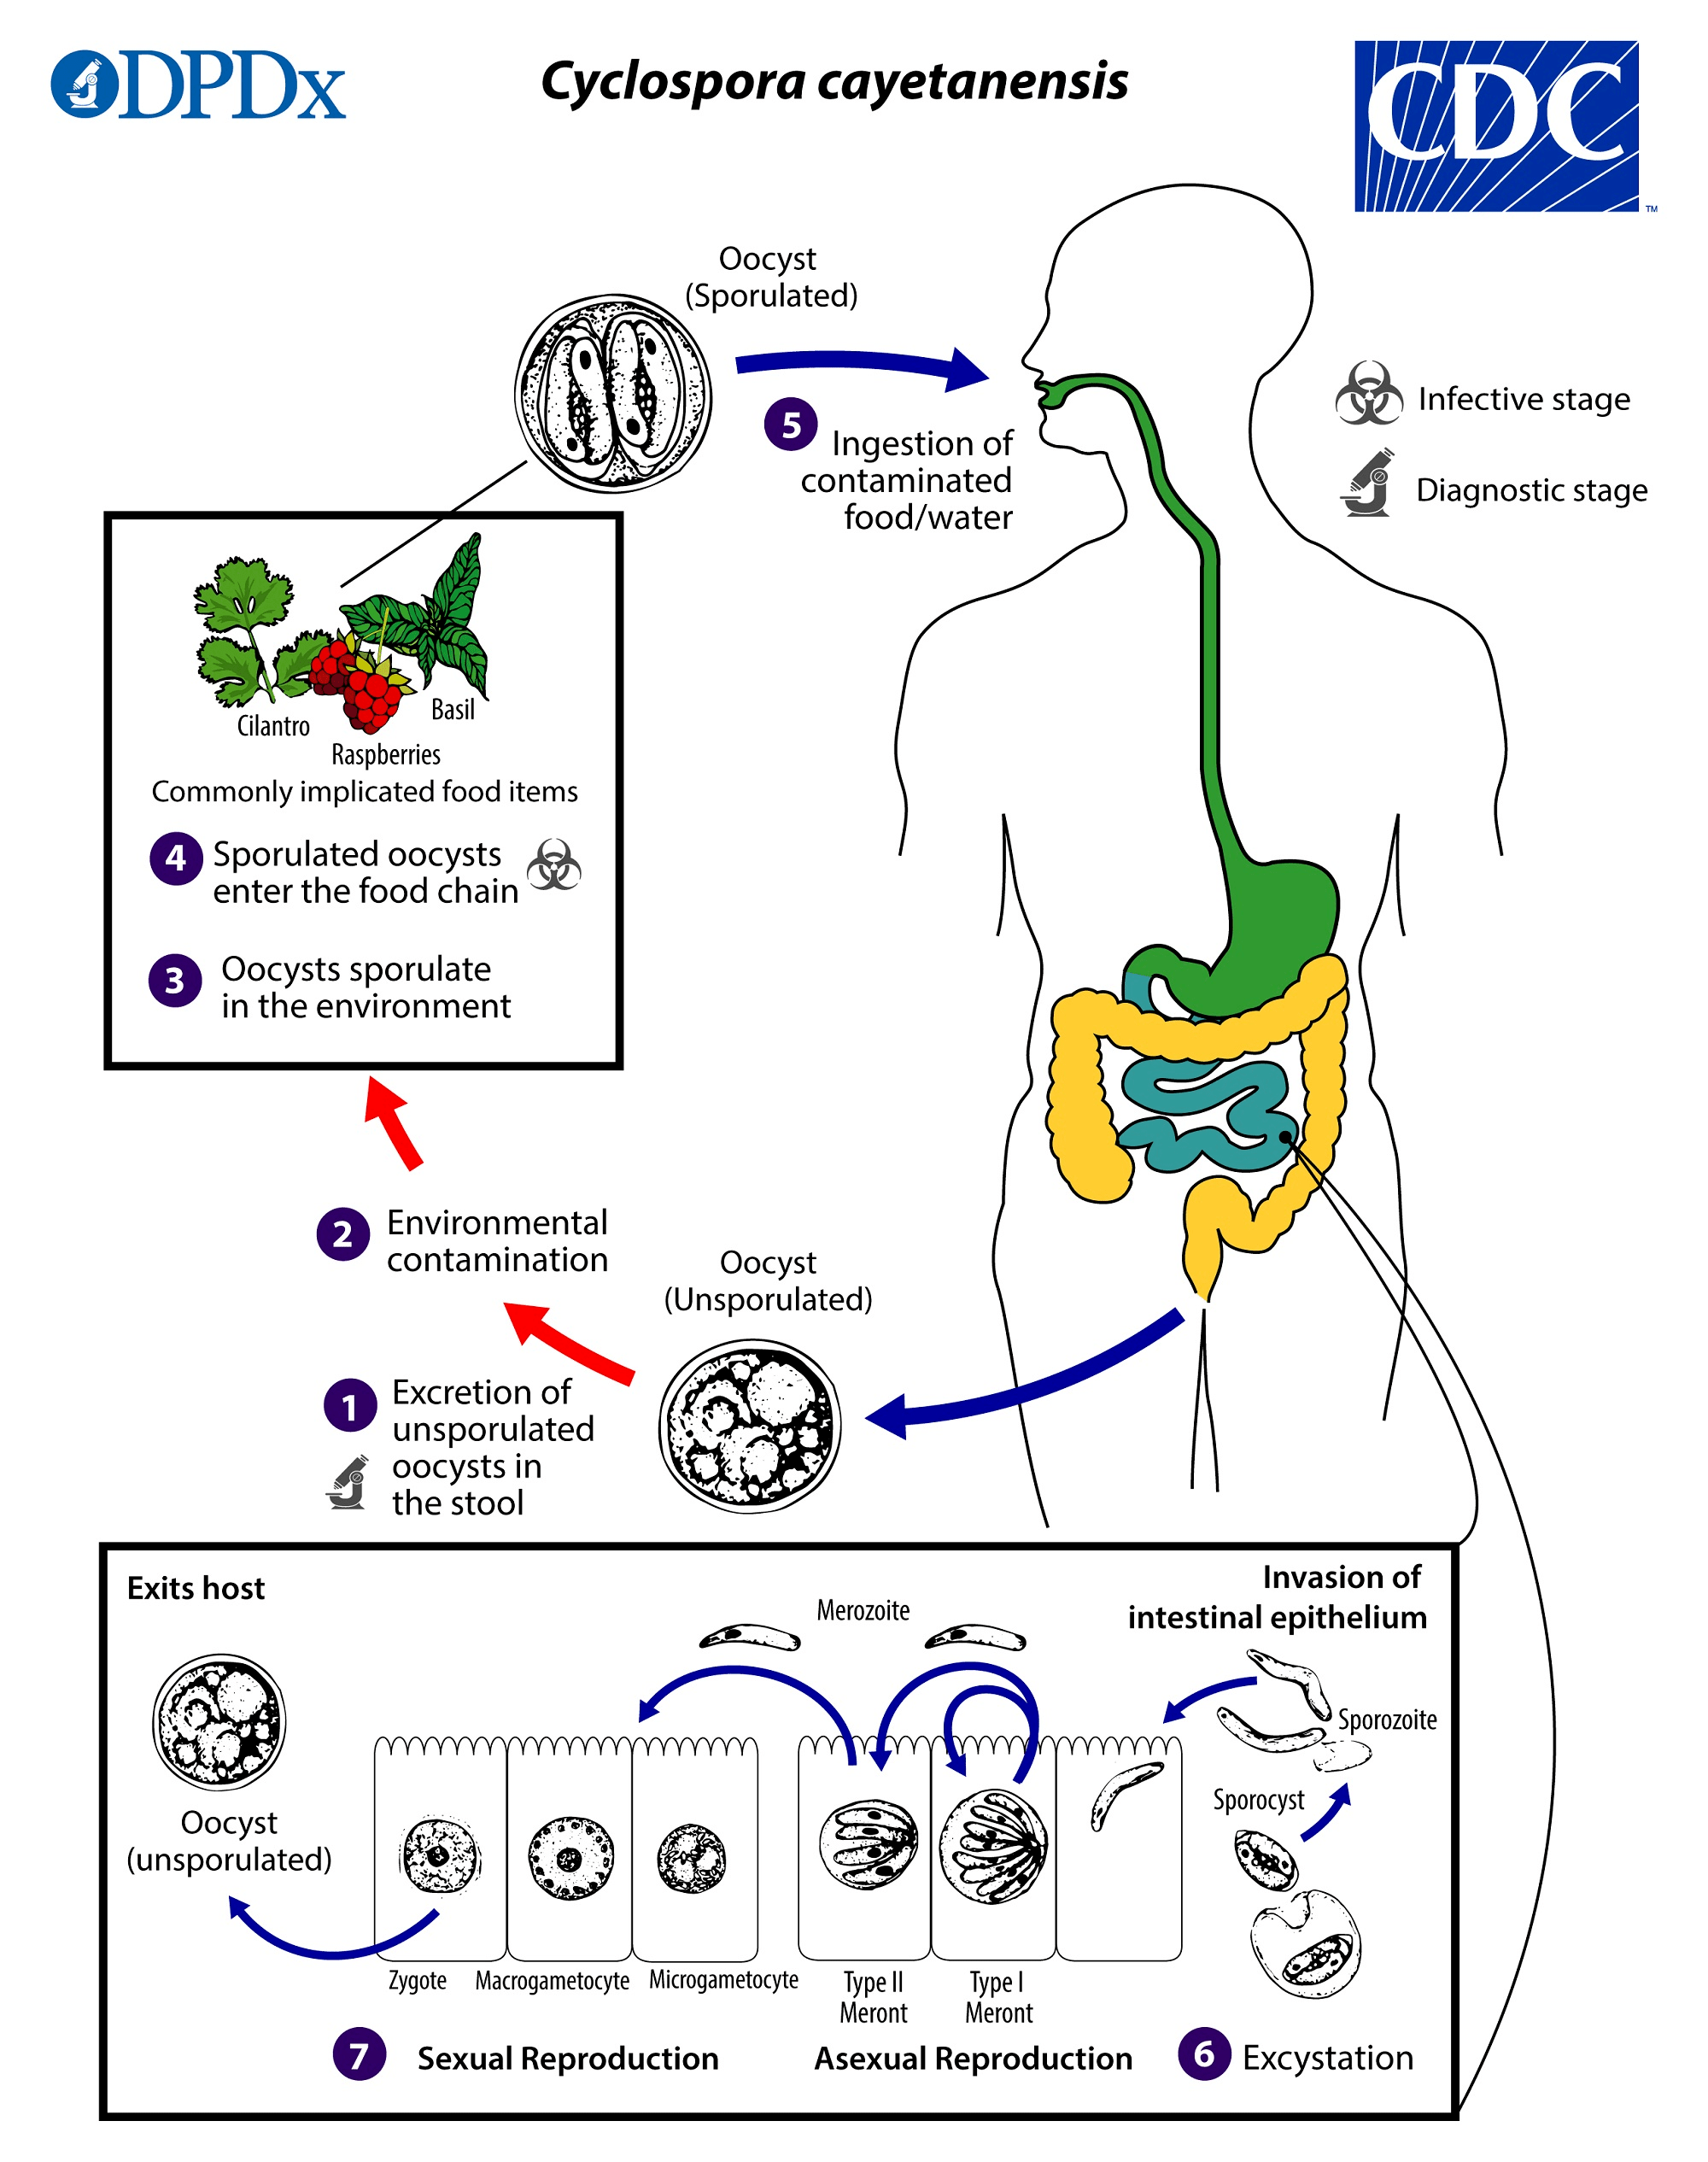 DPDx
Cyclospora cayetanensis
CDC
TM
Oocyst
(Sporulated)
5
Ingestion of
contaminated
food/water
Infective stage
Diagnostic stage
Cilantro
Raspberries
Basil
Commonly implicated food items
4
Sporulated oocysts
enter the food chain
3
Oocysts sporulate
in the environment
2
Environmental
contamination
Oocyst
(Unsporulated)
1
Excretion of
unsporulated
oocysts in
the stool
Exits host
Oocyst
(unsporulated)
Merozoite
Invasion of
intestinal epithelium
Sporozoite
Sporocyst
Zygote
Macrogametocyte
Microgametocyte
Type II
Meront
Type I
Meront
7
Sexual Reproduction
Asexual Reproduction
6
Excystation